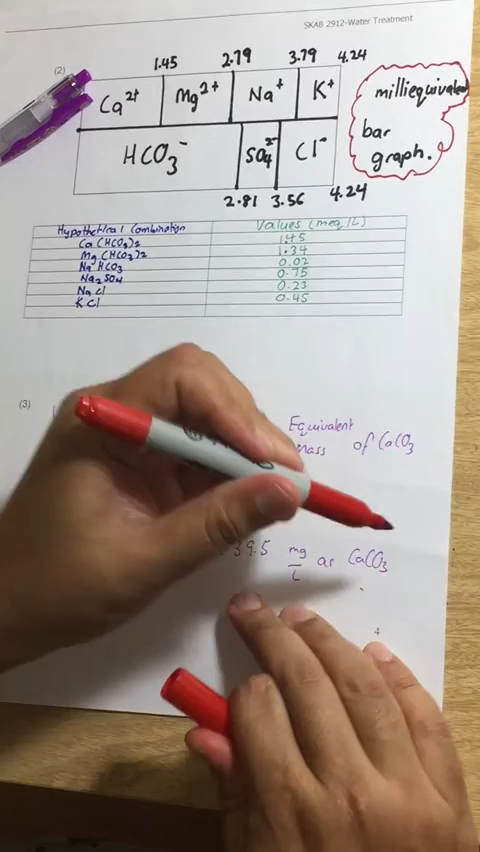 SKAB 2912-Water Treatment
(2)
1.45 2.79 3.79 4.24
Ca2+ Mg2+ Na+ K+
HCO3- SO42- Cl-
2.81 3.56 4.24
milliequivalent
bar
graph.
Hypothetical Combination Values (meq/L)
Ca(HCO3)2 1.45
Mg(HCO3)2 1.34
NaHCO3 0.02
Na2SO4 0.75
NaCl 0.23
KCl 0.45
(3)
Equivalent
mass of CaCO3
39.5 mg/L as CaCO3
4